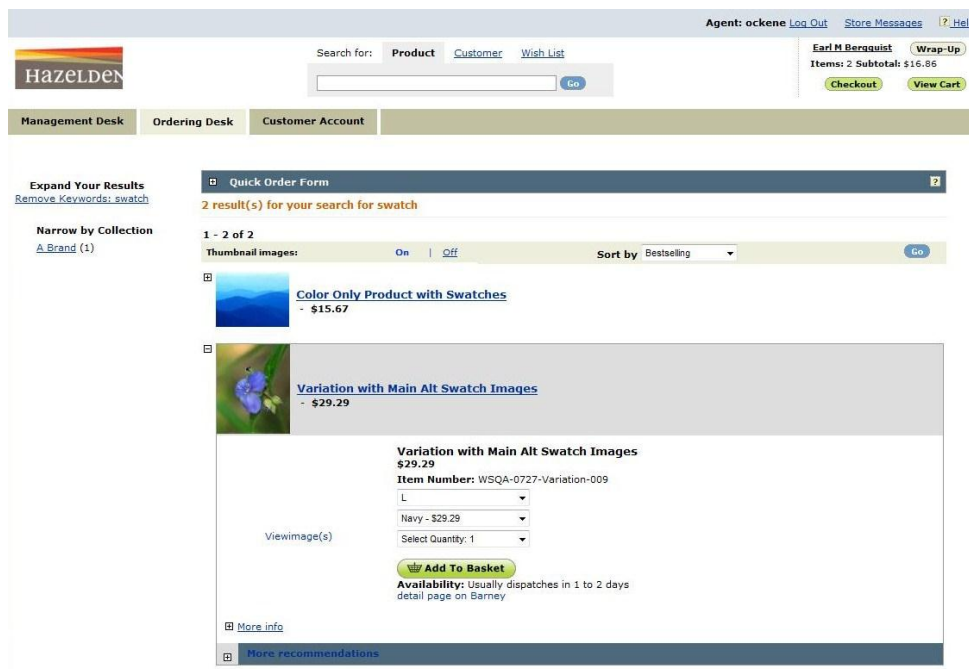 Agent: ockene Log Out Store Messages ? Hel
HAZELDEN
Search for: Product Customer Wish List
Go
Earl M Bergquist Wrap-Up
Items: 2 Subtotal: $16.86
Checkout View Cart
Management Desk Ordering Desk Customer Account
Expand Your Results
Remove Keywords: swatch
Narrow by Collection
A Brand (1)
Quick Order Form ?
2 result(s) for your search for swatch
1 - 2 of 2
Thumbnail images: On | Off Sort by Bestselling Go
Color Only Product with Swatches
- $15.67
Variation with Main Alt Swatch Images
- $29.29
Variation with Main Alt Swatch Images
$29.29
Item Number: WSQA-0727-Variation-009
L
Navy - $29.29
Viewimage(s)
Select Quantity: 1
Add To Basket
Availability: Usually dispatches in 1 to 2 days
detail page on Barney
More info
More recommendations